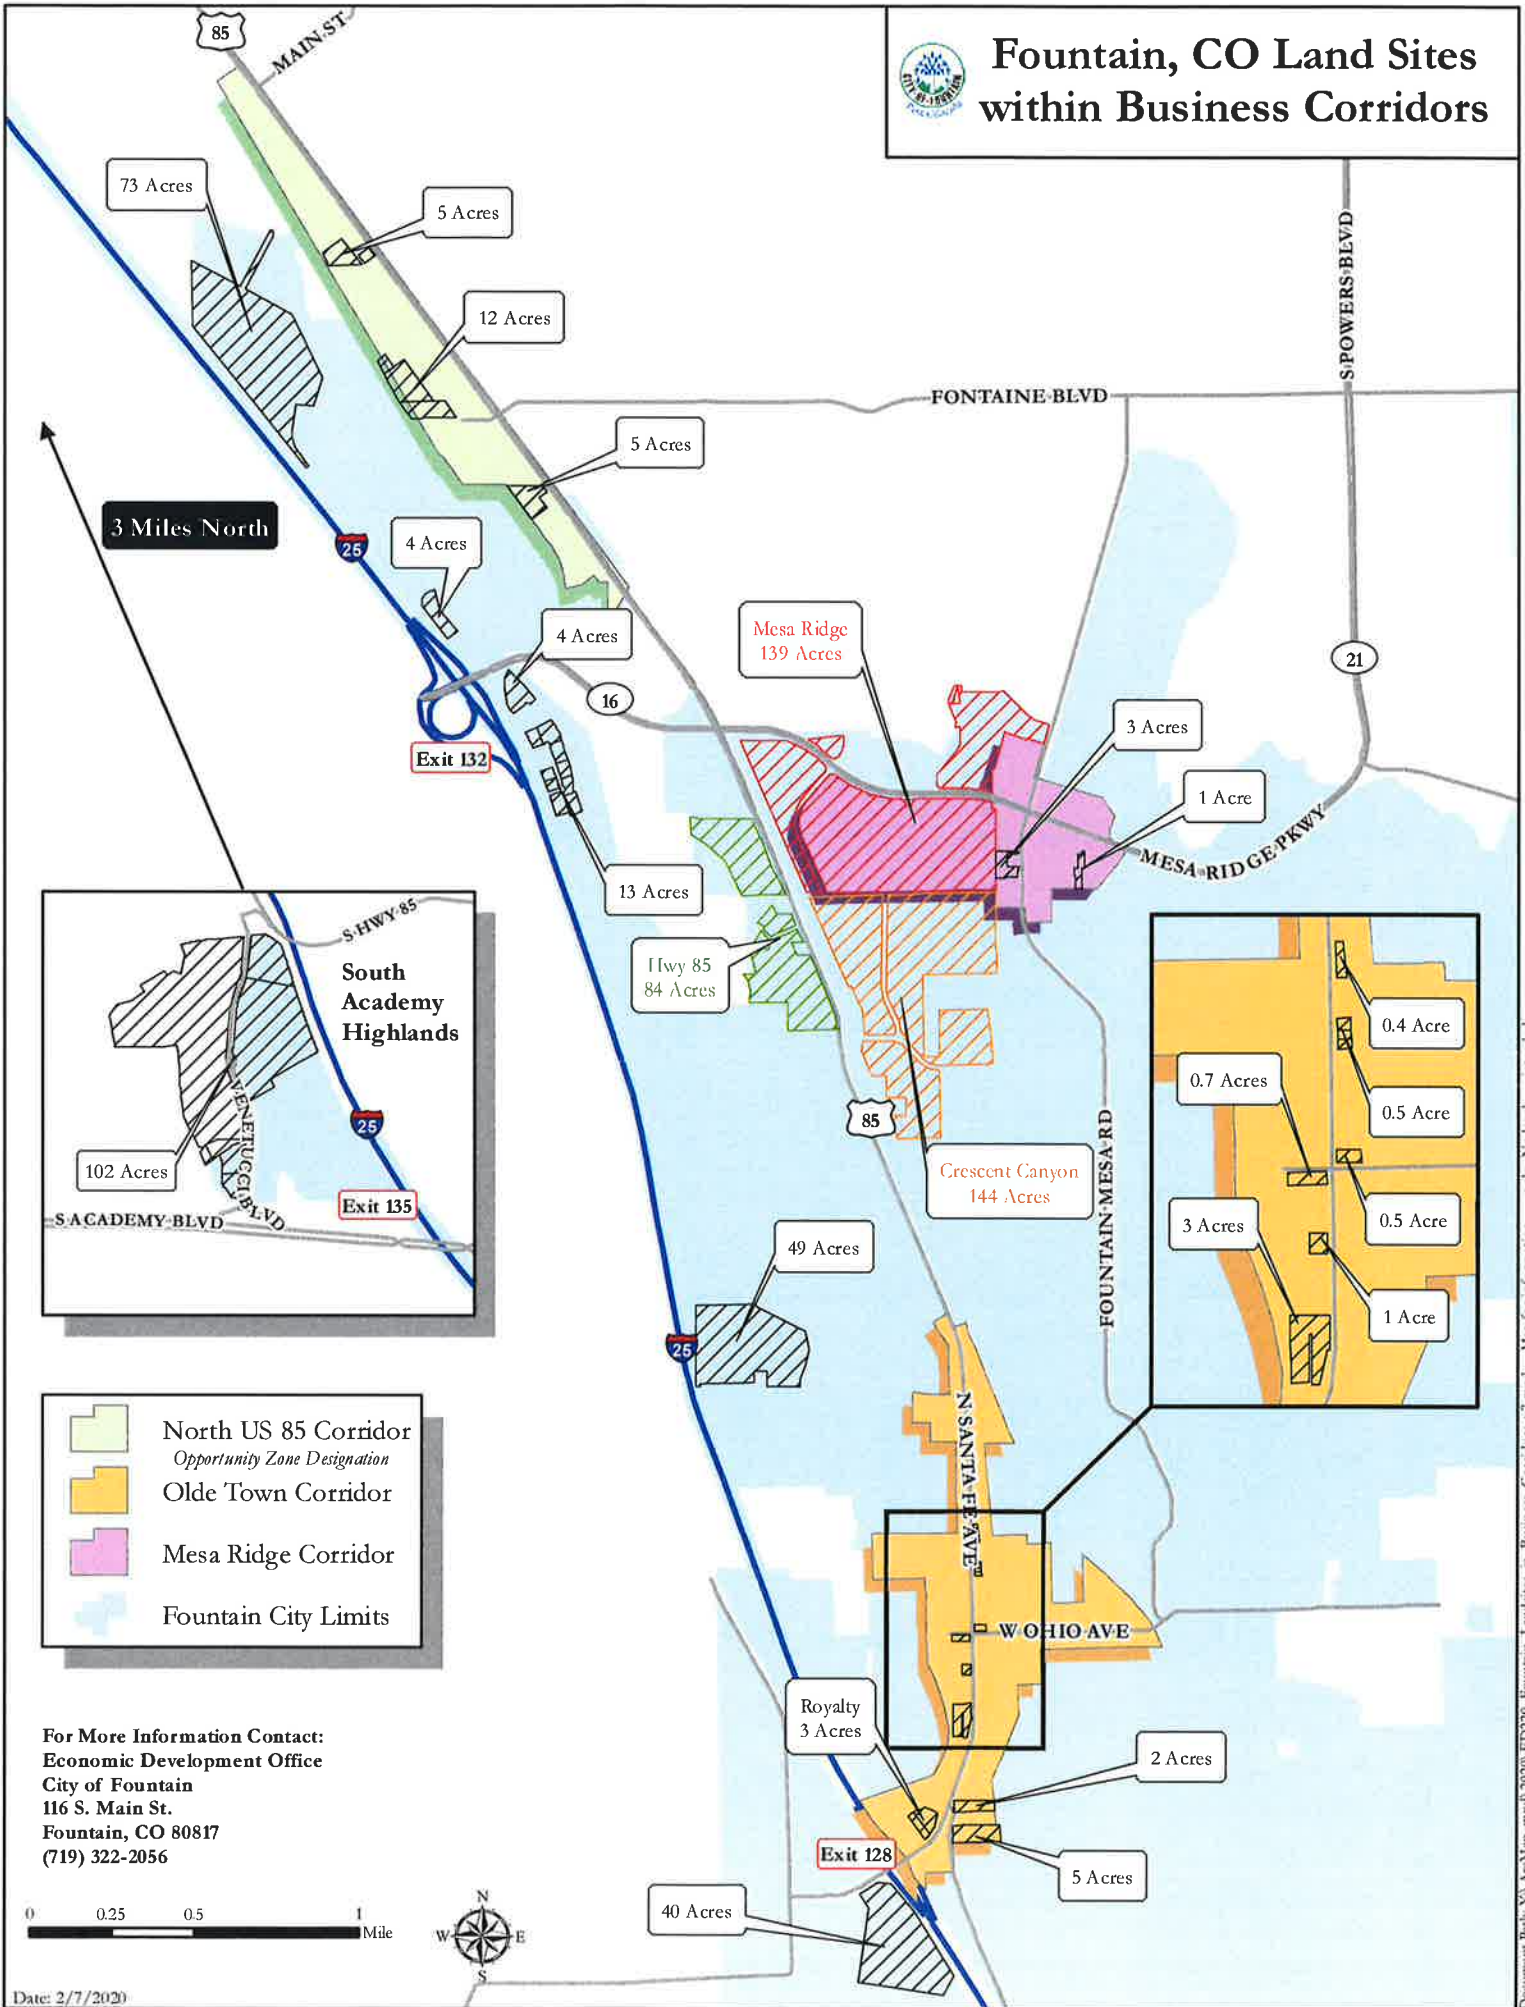 Fountain, CO Land Sites
within Business Corridors
CITY OF FOUNTAIN
85
MAIN ST
73 Acres
5 Acres
12 Acres
S POWERS BLVD
FONTAINE BLVD
5 Acres
3 Miles North
25
4 Acres
4 Acres
Mesa Ridge
139 Acres
21
16
3 Acres
Exit 132
1 Acre
MESA RIDGE PKWY
13 Acres
S HWY 85
South
Academy
Highlands
Hwy 85
84 Acres
0.4 Acre
0.7 Acres
0.5 Acre
85
25
VENETUCCI BLVD
102 Acres
Exit 135
S ACADEMY BLVD
Crescent Canyon
144 Acres
FOUNTAIN MESA RD
3 Acres
0.5 Acre
49 Acres
1 Acre
25
North US 85 Corridor
Opportunity Zone Designation
Olde Town Corridor
Mesa Ridge Corridor
Fountain City Limits
N SANTA FE AVE
W OHIO AVE
Royalty
3 Acres
2 Acres
For More Information Contact:
Economic Development Office
City of Fountain
116 S. Main St.
Fountain, CO 80817
(719) 322-2056
Exit 128
5 Acres
40 Acres
0 0.25 0.5 1
Mile
N
W E
S
Date: 2/7/2020